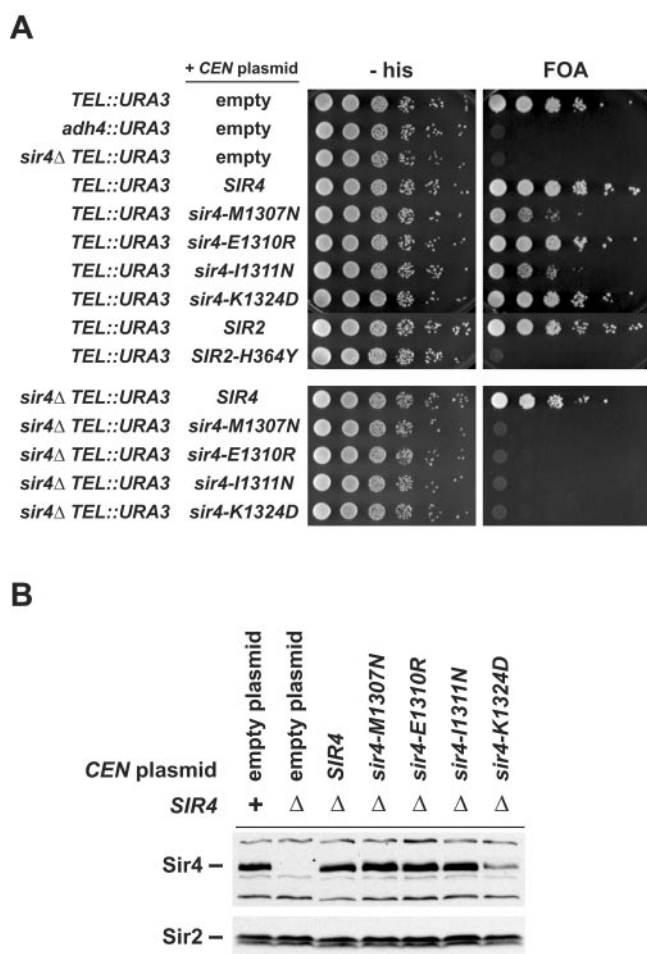 A
+ CEN plasmid - his FOA
TEL::URA3 empty
adh4::URA3 empty
sir4Δ TEL::URA3 empty
TEL::URA3 SIR4
TEL::URA3 sir4-M1307N
TEL::URA3 sir4-E1310R
TEL::URA3 sir4-I1311N
TEL::URA3 sir4-K1324D
TEL::URA3 SIR2
TEL::URA3 SIR2-H364Y
sir4Δ TEL::URA3 SIR4
sir4Δ TEL::URA3 sir4-M1307N
sir4Δ TEL::URA3 sir4-E1310R
sir4Δ TEL::URA3 sir4-I1311N
sir4Δ TEL::URA3 sir4-K1324D
B
CEN plasmid
empty plasmid
empty plasmid
SIR4
sir4-M1307N
sir4-E1310R
sir4-I1311N
sir4-K1324D
SIR4 + Δ Δ Δ Δ Δ Δ
Sir4 –
Sir2 –